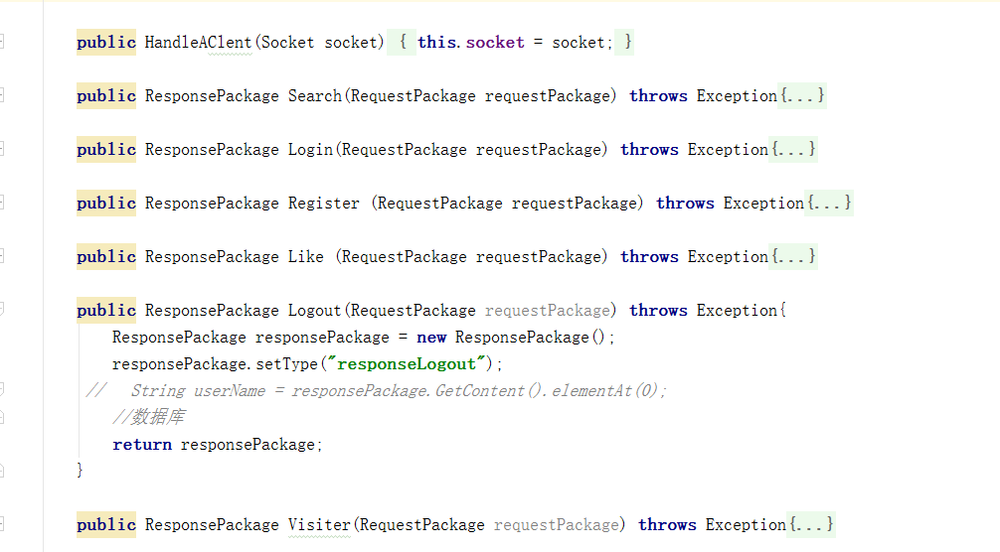 public HandleAClent(Socket socket) { this.socket = socket; }
public ResponsePackage Search(RequestPackage requestPackage) throws Exception{...}
public ResponsePackage Login(RequestPackage requestPackage) throws Exception{...}
public ResponsePackage Register (RequestPackage requestPackage) throws Exception{...}
public ResponsePackage Like (RequestPackage requestPackage) throws Exception{...}
public ResponsePackage Logout(RequestPackage requestPackage) throws Exception{
ResponsePackage responsePackage = new ResponsePackage();
responsePackage.setType("responseLogout");
// String userName = responsePackage.GetContent().elementAt(0);
//数据库
return responsePackage;
}
public ResponsePackage Visiter(RequestPackage requestPackage) throws Exception{...}